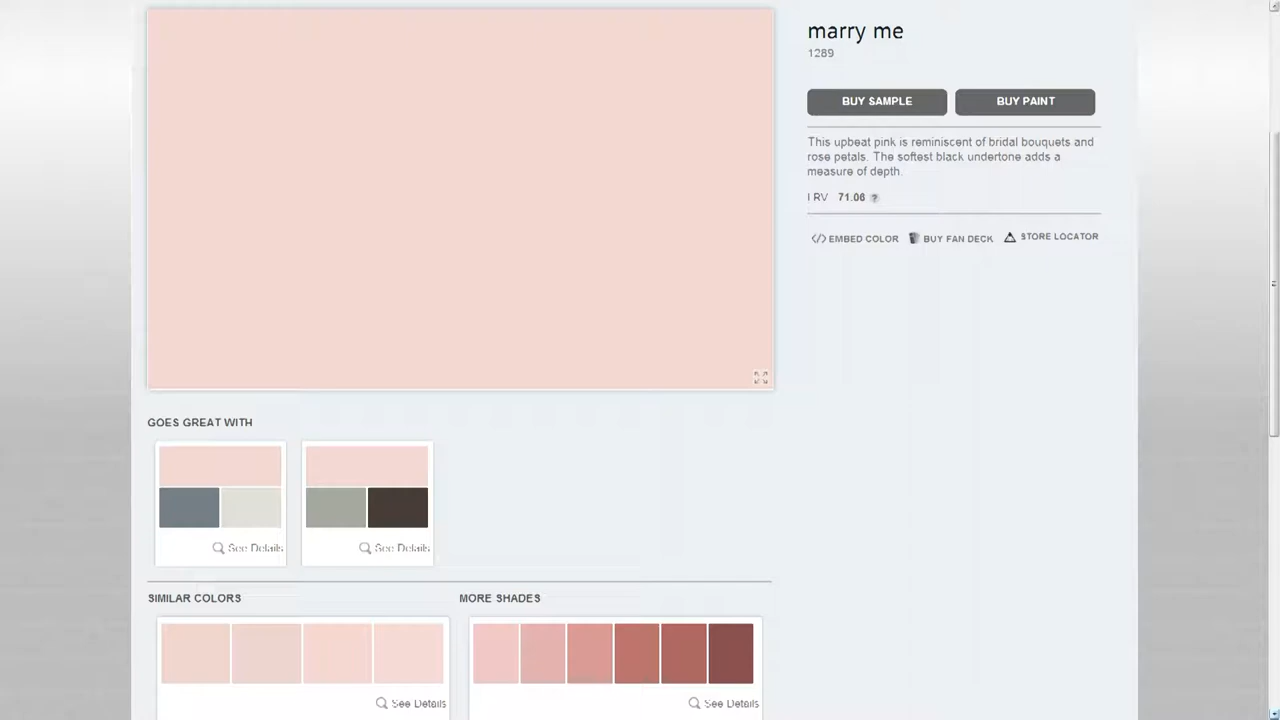 marry me
1289
BUY SAMPLE
BUY PAINT
This upbeat pink is reminiscent of bridal bouquets and
rose petals. The softest black undertone adds a
measure of depth.
LRV 71.06 ?
EMBED COLOR
BUY FAN DECK
STORE LOCATOR
GOES GREAT WITH
See Details
See Details
SIMILAR COLORS
MORE SHADES
See Details
See Details